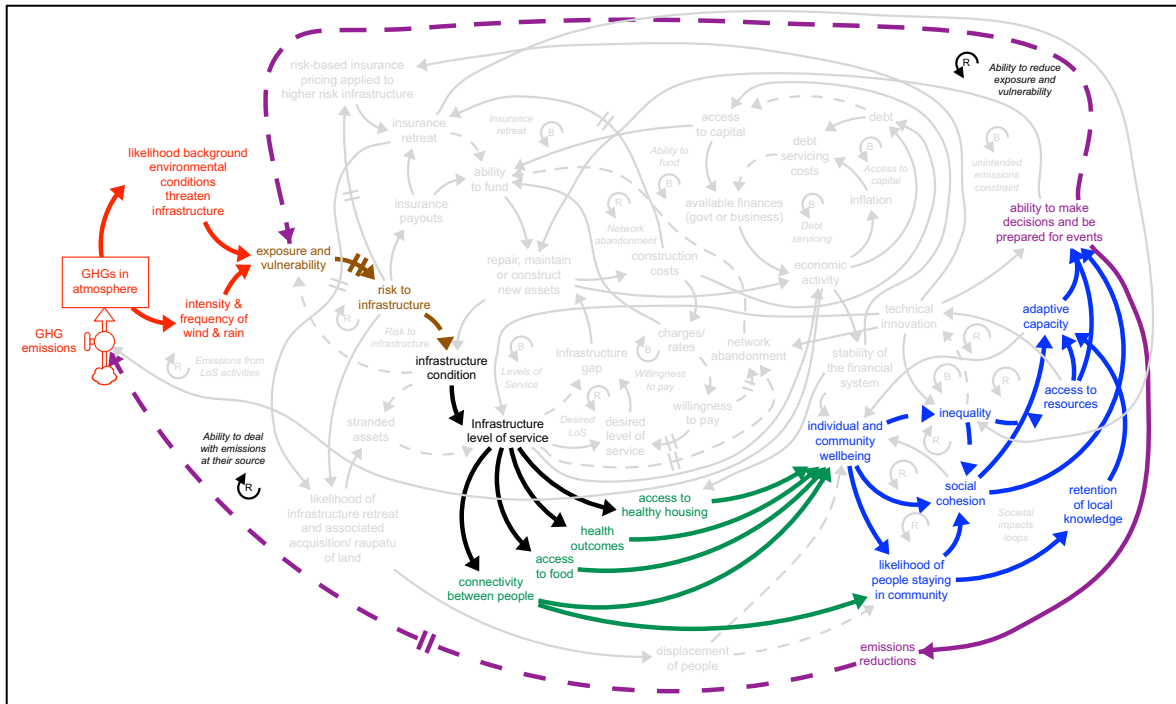 risk-based insurance
pricing applied to
higher risk infrastructure
R
Ability to reduce
exposure and
vulnerability
insurance
retreat
Insurance
retreat
B
access
to capital
debt
B
debt
servicing
costs
B
Access to
capital
B
unintended
emissions
constraint
likelihood background
environmental
conditions
threaten
infrastructure
ability
to fund
Ability to
fund
B
insurance
payouts
R
Network
abandonment
available finances
(govt or business)
B
Debt
servicing
inflation
ability to make
decisions and be
prepared for events
exposure and
vulnerability
repair, maintain
or construct
new assets
construction
costs
economic
activity
GHGs in
atmosphere
risk to
infrastructure
intensity &
frequency of
wind & rain
GHG
emissions
R
Risk to
infrastructure
charges/
rates
technical
innovation
adaptive
capacity
R
Emissions from
LoS activities
infrastructure
condition
B
Levels of
Service
infrastructure
gap
B
Willingness
to pay
network
abandonment
stability of
the financial
system
B
R
access to
resources
R
Desired
LoS
desired
level of
service
willingness
to pay
stranded
assets
Infrastructure
level of service
individual and
community
wellbeing
inequality
R
Ability to deal
with emissions
at their source
R
likelihood of
infrastructure retreat
and associated
acquisition/ raupatu
of land
access to
healthy housing
R
social
cohesion
retention
of local
knowledge
health
outcomes
R
Societal
impacts
loops
access
to food
connectivity
between people
likelihood of
people staying
in community
displacement
of people
emissions
reductions